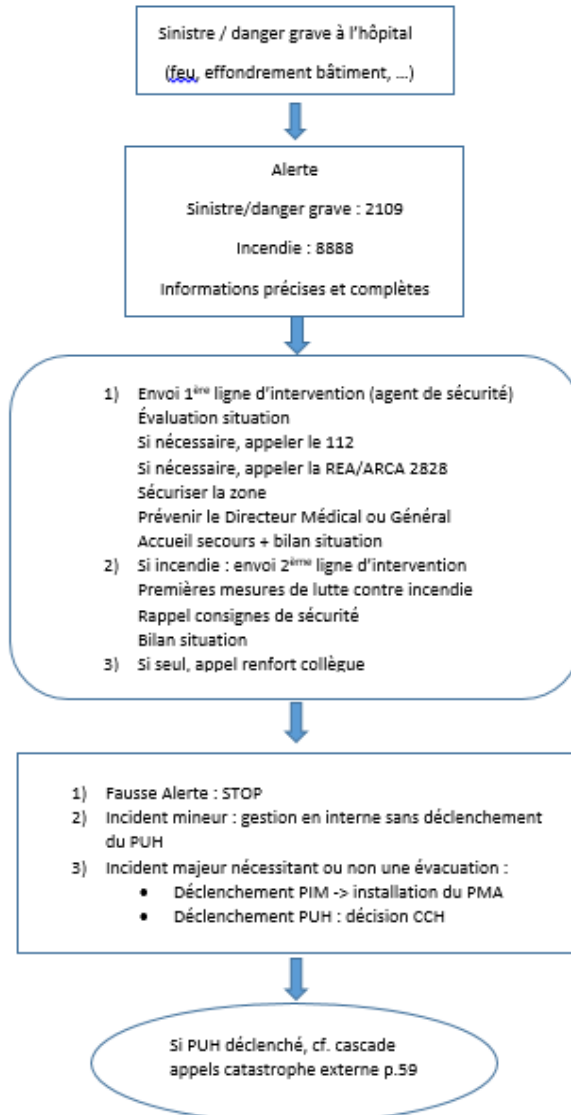 Sinistre / danger grave à l'hôpital
(feu, effondrement bâtiment, ...)
Alerte
Sinistre/danger grave : 2109
Incendie : 8888
Informations précises et complètes
1) Envoi 1ière ligne d'intervention (agent de sécurité)
Évaluation situation
Si nécessaire, appeler le 112
Si nécessaire, appeler la REA/ARCA 2828
Sécuriser la zone
Prévenir le Directeur Médical ou Général
Accueil secours + bilan situation
2) Si incendie : envoi 2ième ligne d'intervention
Premières mesures de lutte contre incendie
Rappel consignes de sécurité
Bilan situation
3) Si seul, appel renfort collègue
1) Fausse Alerte : STOP
2) Incident mineur : gestion en interne sans déclenchement
du PUH
3) Incident majeur nécessitant ou non une évacuation :
• Déclenchement PIM -> installation du PMA
• Déclenchement PUH : décision CCH
Si PUH déclenché, cf. cascade
appels catastrophe externe p.59